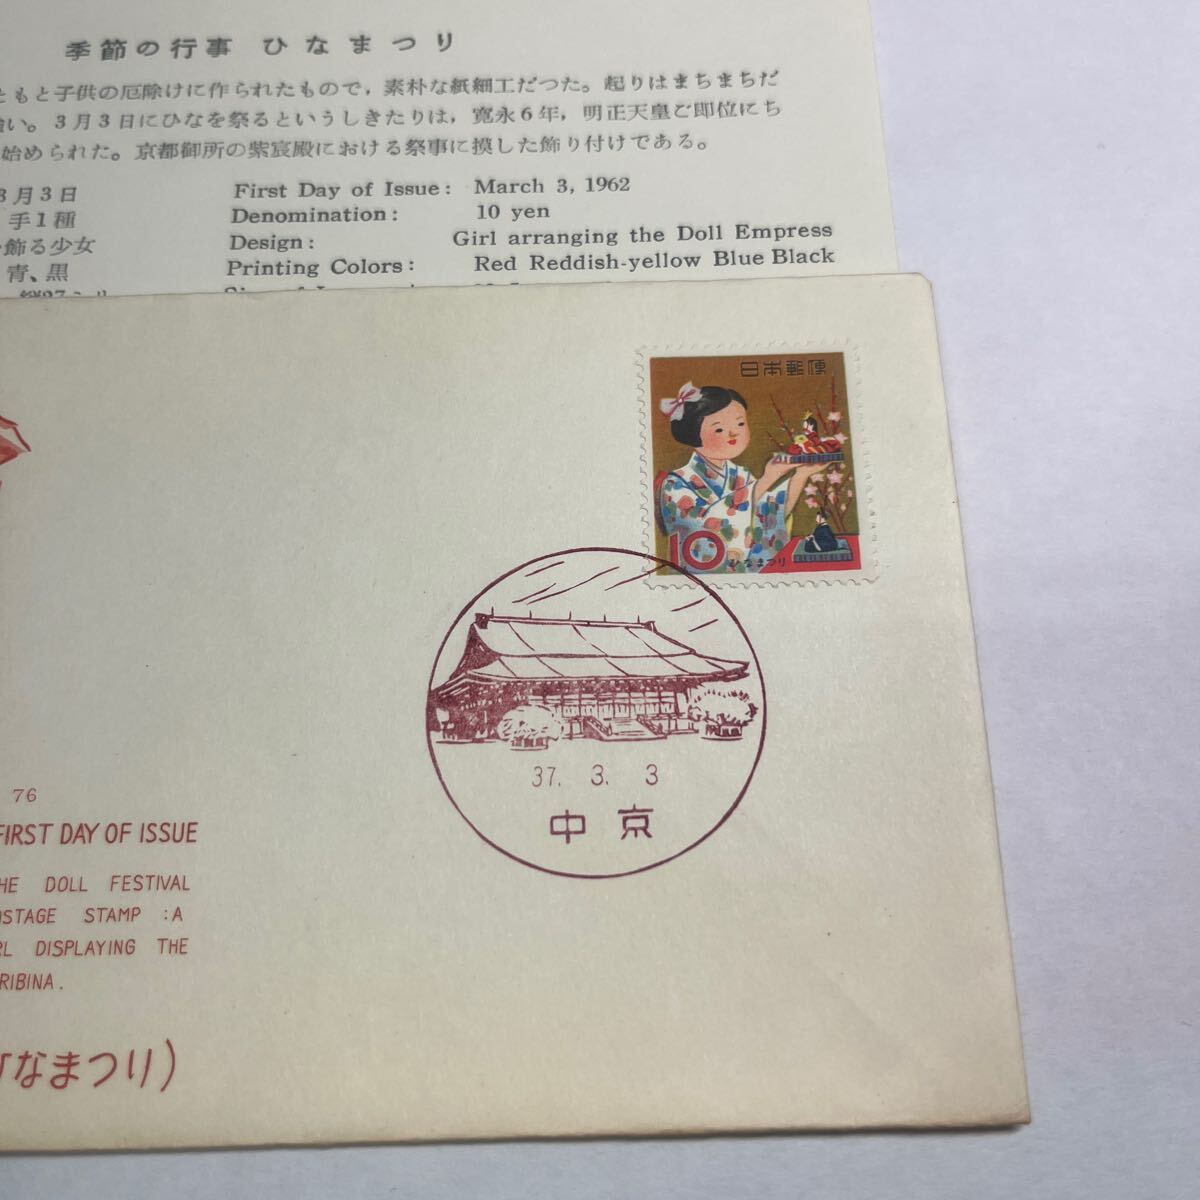 季節の行事 ひなまつり
ともと子供の厄除けに作られたもので，素朴な紙細工だつた。起りはまちまちだ
い。3月3日にひなを祭るというしきたりは，寛永6年，明正天皇ご即位にち
始められた。京都御所の紫宸殿における祭事に摸した飾り付けである。
3月3日
手1種
飾る少女
青、黒
First Day of Issue: March 3, 1962
Denomination: 10 yen
Design: Girl arranging the Doll Empress
Printing Colors: Red Reddish-yellow Blue Black
日本郵便
10
ひなまつり
37. 3. 3
中京
76
FIRST DAY OF ISSUE
HE DOLL FESTIVAL
OSTAGE STAMP :A
RL DISPLAYING THE
RIBINA.
なまつり)